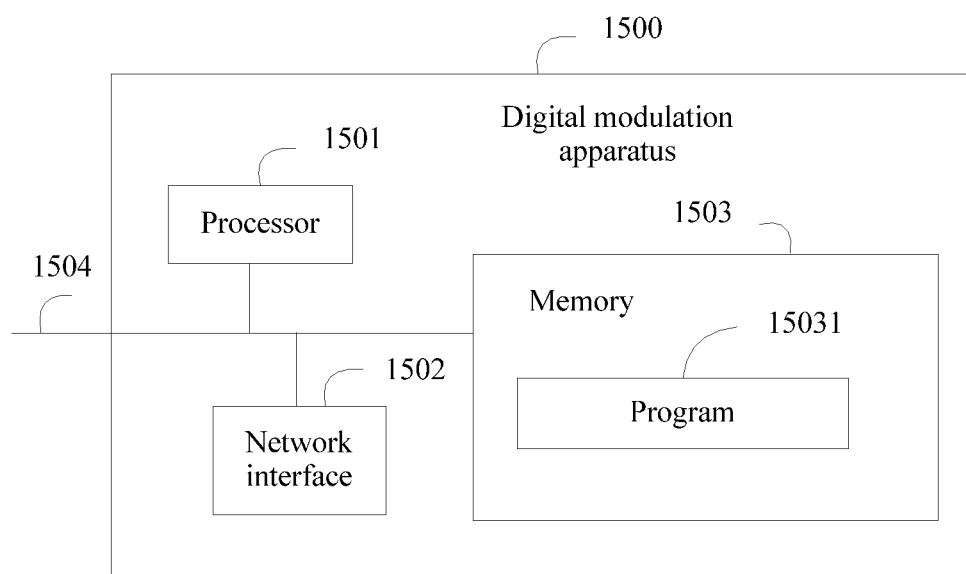 1500
Digital modulation
apparatus
1501
Processor
1503
1504
Memory
15031
1502
Program
Network
interface